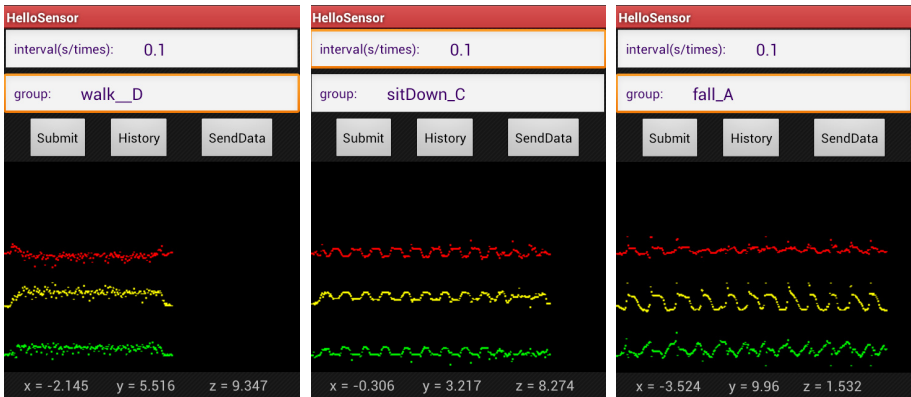 HelloSensor
interval(s/times): 0.1
group: walk__D
Submit History SendData
x = -2.145 y = 5.516 z = 9.347
HelloSensor
interval(s/times): 0.1
group: sitDown_C
Submit History SendData
x = -0.306 y = 3.217 z = 8.274
HelloSensor
interval(s/times): 0.1
group: fall_A
Submit History SendData
x = -3.524 y = 9.96 z = 1.532